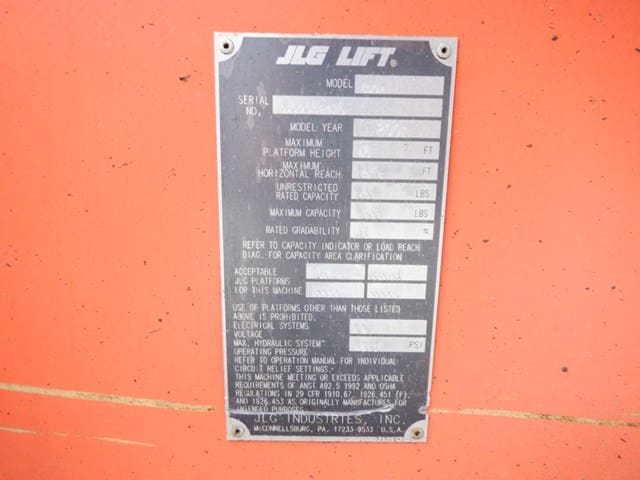 JLG LIFT®
MODEL
SERIAL
NO.
MODEL YEAR
MAXIMUM
PLATFORM HEIGHT FT
MAXIMUM
HORIZONTAL REACH FT
UNRESTRICTED
RATED CAPACITY LBS
MAXIMUM CAPACITY LBS
RATED GRADABILITY %
REFER TO CAPACITY INDICATOR OR LOAD REACH
DIAG. FOR CAPACITY AREA CLARIFICATION
ACCEPTABLE
JLG PLATFORMS
FOR THIS MACHINE
USE OF PLATFORMS OTHER THAN THOSE LISTED
ABOVE IS PROHIBITED.
ELECTRICAL SYSTEMS
VOLTAGE
MAX. HYDRAULIC SYSTEM PSI
OPERATING PRESSURE
REFER TO OPERATION MANUAL FOR INDIVIDUAL
CIRCUIT RELIEF SETTINGS.
THIS MACHINE MEETING OR EXCEEDS APPLICABLE
REQUIREMENTS OF ANSI A92.5 1992 AND OSHA
REGULATIONS IN 29 CFR 1910.67, 1926.451 (F),
AND 1926.453 AS ORIGINALLY MANUFACTURED FOR
INTENDED PURPOSES.
JLG INDUSTRIES, INC.
McCONNELLSBURG, PA. 17233-9533 U.S.A.